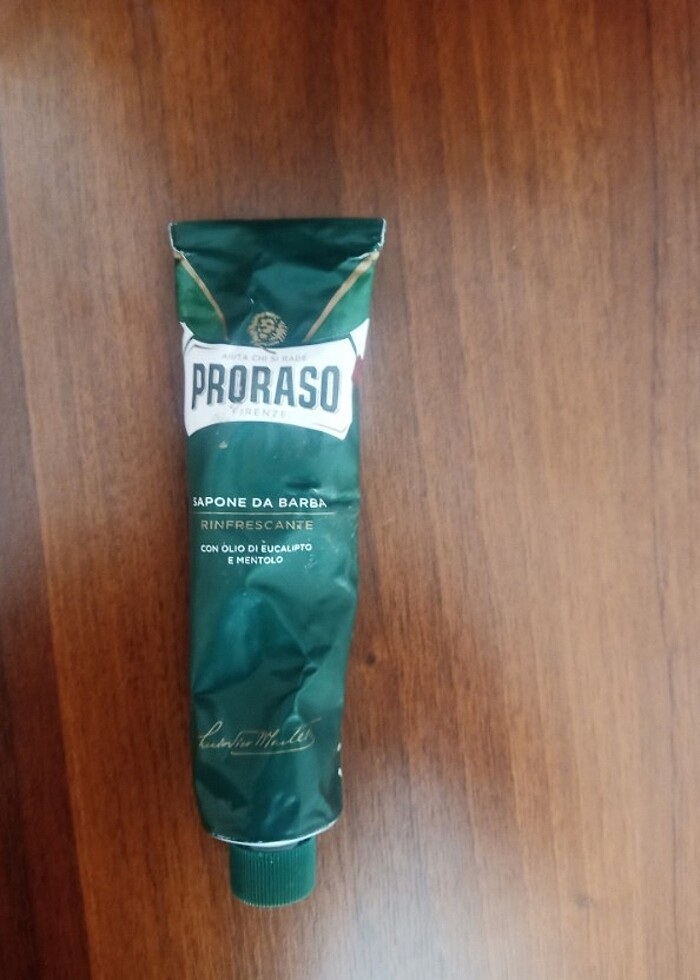 AIUTA CHI SI RADE
PRORASO
FIRENZE
SAPONE DA BARBA
RINFRESCANTE
CON OLIO DI EUCALIPTO
E MENTOLO